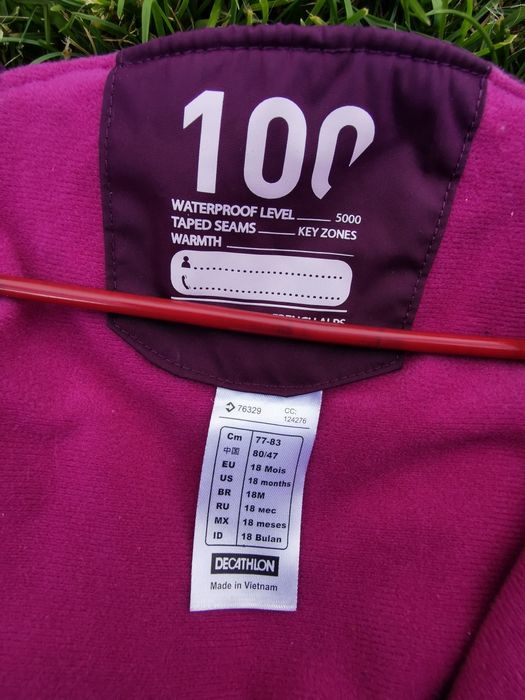 100
WATERPROOF LEVEL 5000
TAPED SEAMS KEY ZONES
WARMTH
FRENCH ALPS
76329 CC: 124276
Cm 77-83
中国 80/47
EU 18 Mois
US 18 months
BR 18M
RU 18 мес
MX 18 meses
ID 18 Bulan
DECATHLON
Made in Vietnam